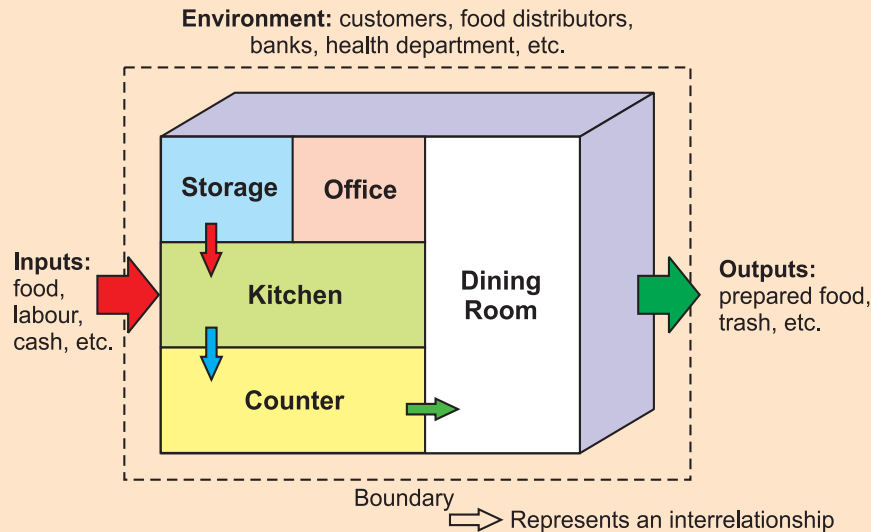 Environment: customers, food distributors,
banks, health department, etc.
Storage
Office
Inputs:
food,
labour,
cash, etc.
Kitchen
Dining
Room
Outputs:
prepared food,
trash, etc.
Counter
Boundary
Represents an interrelationship